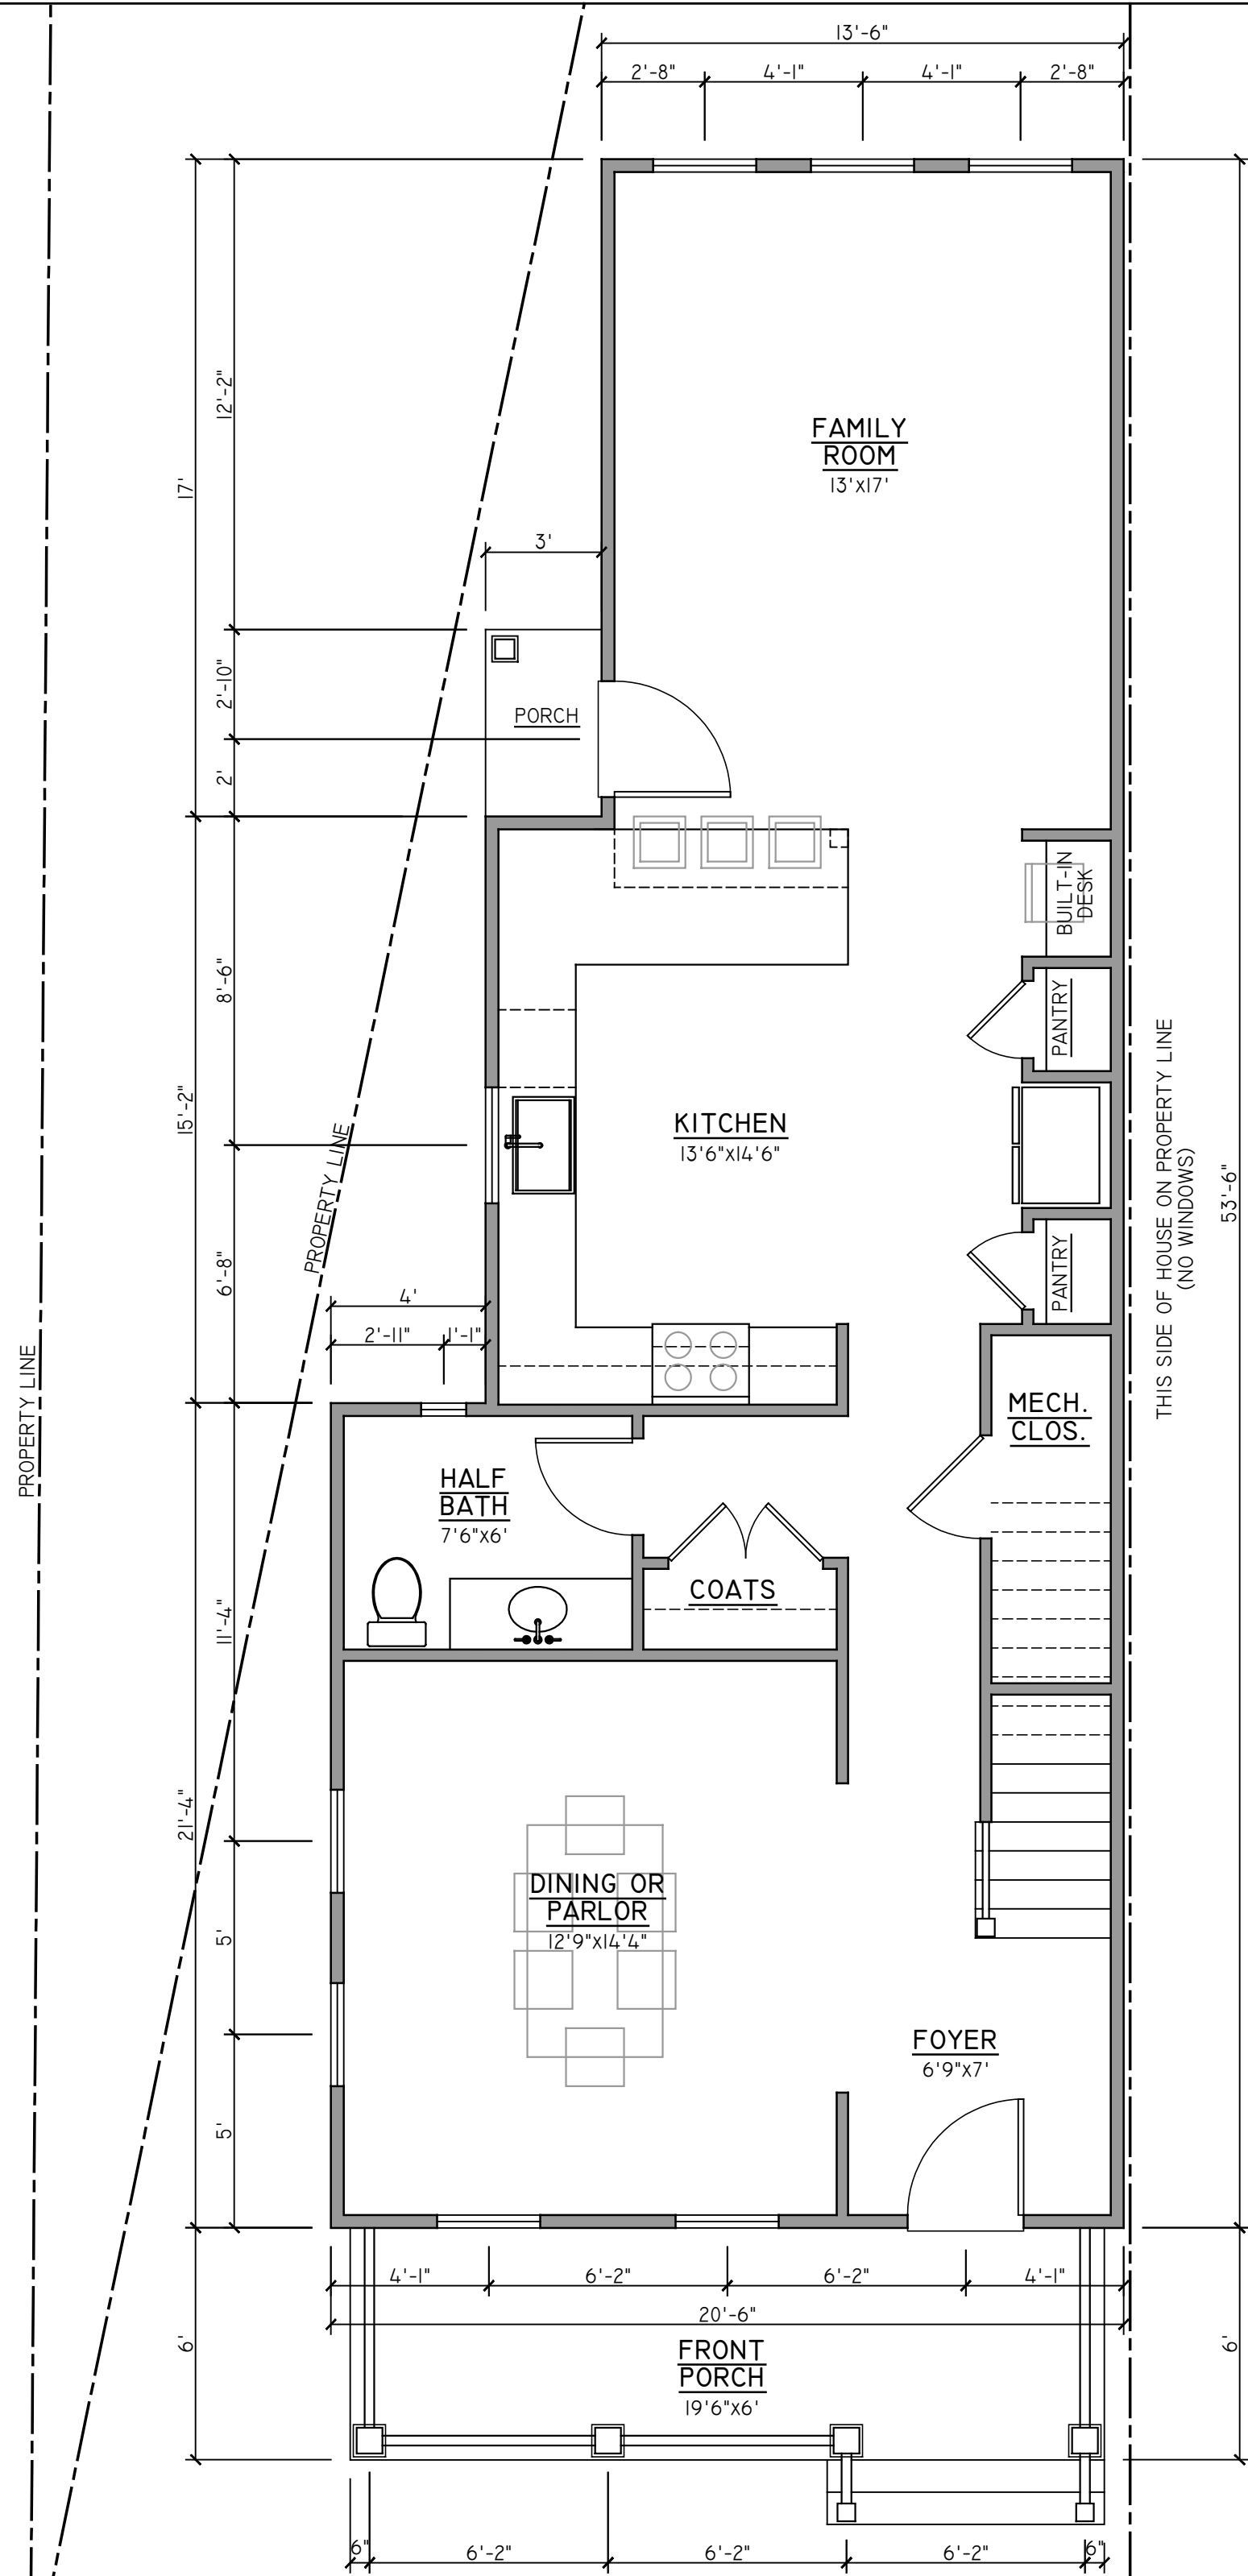 13'-6"
2'-8" 4'-1" 4'-1" 2'-8"
12'-2"
FAMILY
ROOM
13'x17'
17'
3'
2'-10"
PORCH
2'
BUILT-IN
DESK
8'-6"
PANTRY
15'-2"
KITCHEN
13'6"x14'6"
PROPERTY LINE
THIS SIDE OF HOUSE ON PROPERTY LINE
(NO WINDOWS)
53'-6"
6'-8"
PANTRY
4'
2'-11" 1'-1"
PROPERTY LINE
MECH.
CLOS.
HALF
BATH
7'6"x6'
COATS
11'-4"
21'-4"
DINING OR
PARLOR
12'9"x14'4"
5'
FOYER
6'9"x7'
5'
4'-1" 6'-2" 6'-2" 4'-1"
20'-6"
6'
FRONT
PORCH
19'6"x6'
6'
6" 6'-2" 6'-2" 6'-2" 6"